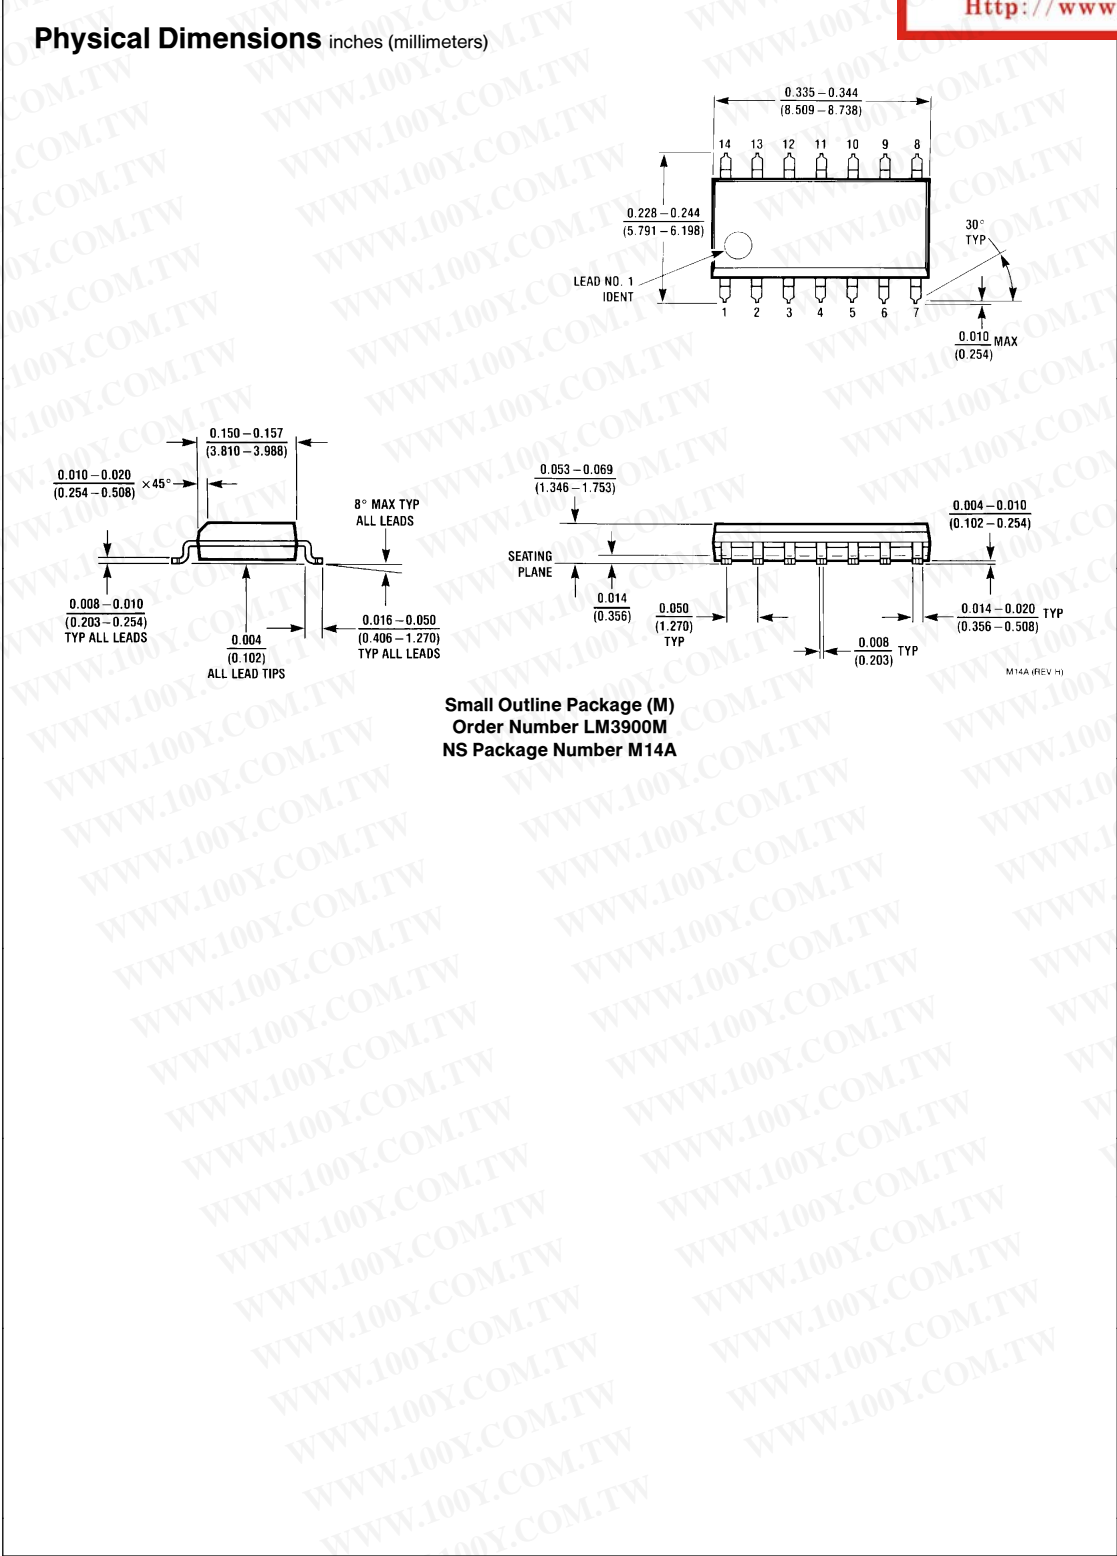 Http://www
Physical Dimensions inches (millimeters)
0.335 – 0.344
(8.509 – 8.738)
14 13 12 11 10 9 8
0.228 – 0.244
(5.791 – 6.198)
30°
TYP
LEAD NO. 1
IDENT
1 2 3 4 5 6 7
0.010 MAX
(0.254)
0.150 – 0.157
(3.810 – 3.988)
0.010 – 0.020
(0.254 – 0.508) ×45°
8° MAX TYP
ALL LEADS
0.008 – 0.010
(0.203 – 0.254)
TYP ALL LEADS
0.004
(0.102)
ALL LEAD TIPS
0.016 – 0.050
(0.406 – 1.270)
TYP ALL LEADS
0.053 – 0.069
(1.346 – 1.753)
0.004 – 0.010
(0.102 – 0.254)
SEATING
PLANE
0.014
(0.356)
0.050
(1.270)
TYP
0.008
(0.203) TYP
0.014 – 0.020 TYP
(0.356 – 0.508)
M14A (REV H)
Small Outline Package (M)
Order Number LM3900M
NS Package Number M14A
WWW.100Y.COM.TW